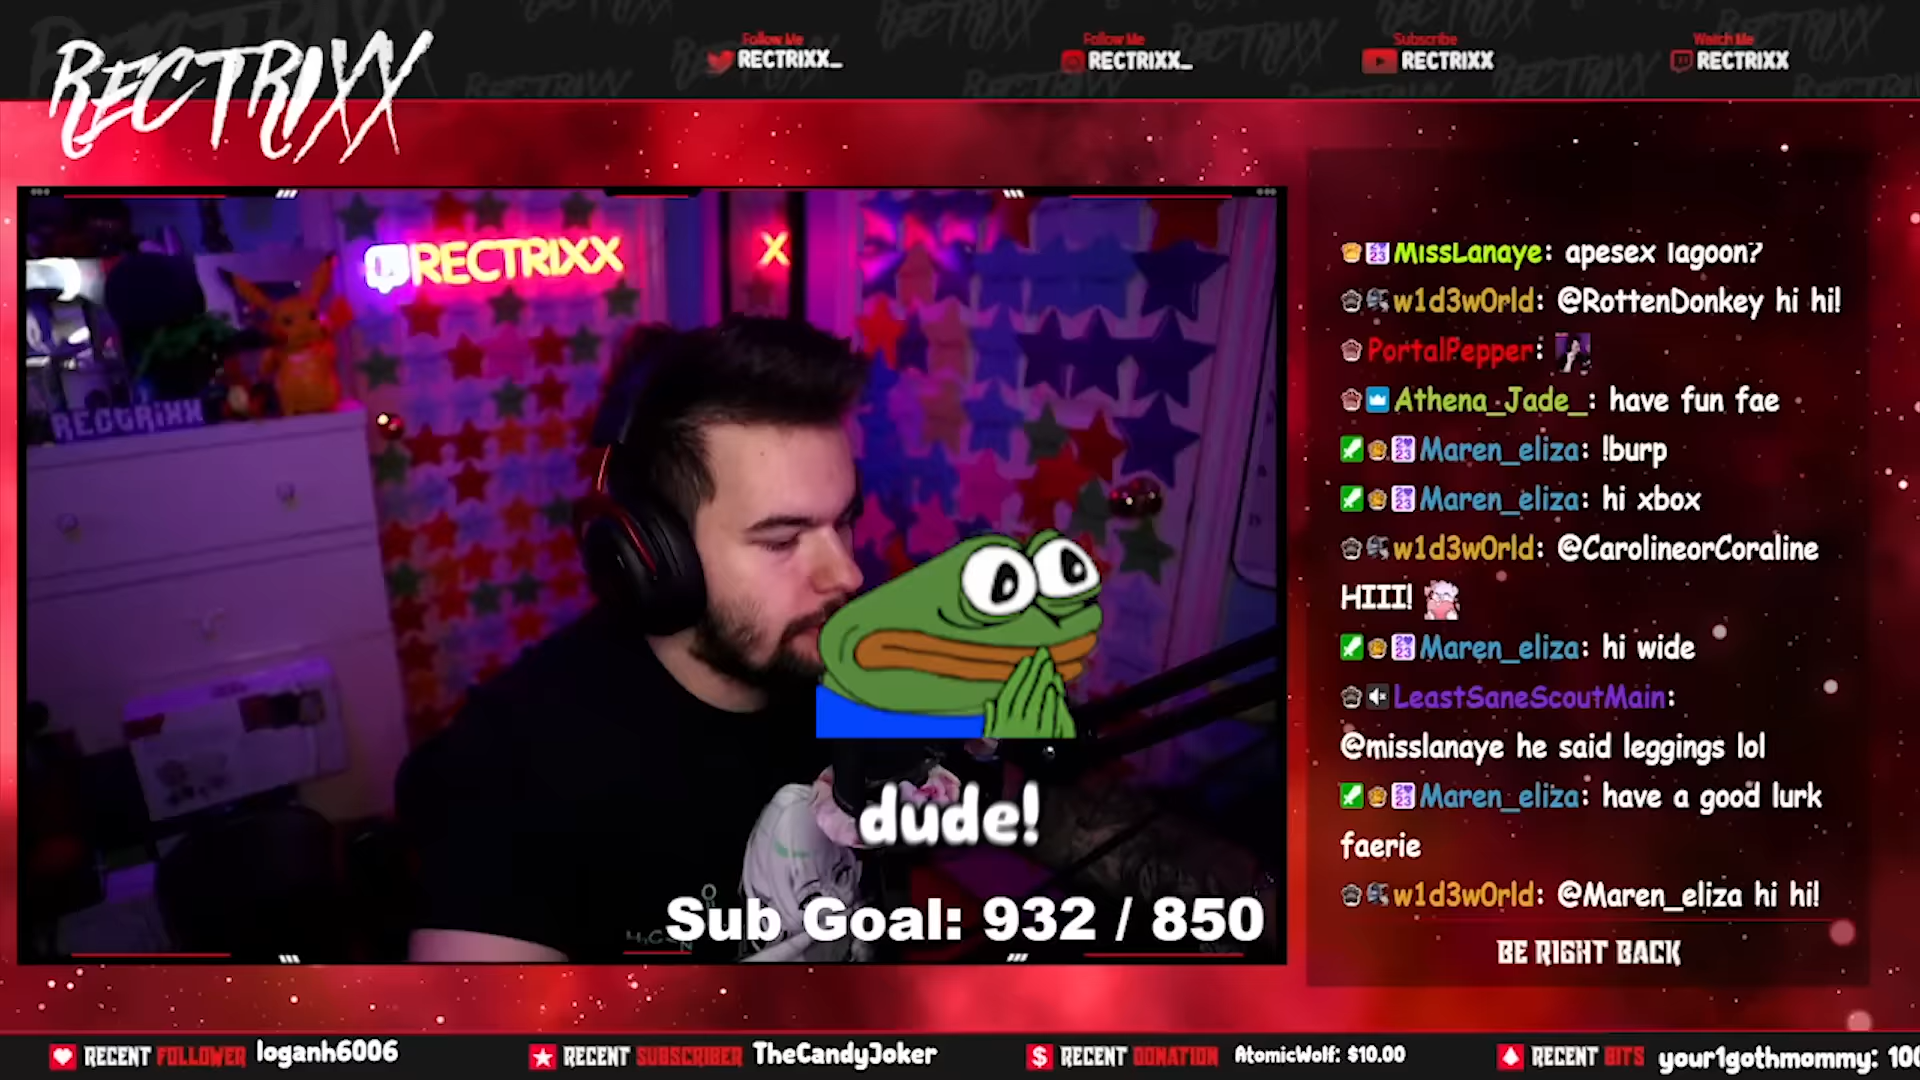 RECTRIXX
Follow Me
RECTRIXX_
Follow Me
RECTRIXX_
Subscribe
RECTRIXX
Watch Me
RECTRIXX
RECTRIXX
X
RECTRIXX
dude!
Sub Goal: 932 / 850
MissLanaye: apesex lagoon?
w1d3w0rld: @RottenDonkey hi hi!
PortalPepper:
Athena_Jade_: have fun fae
Maren_eliza: !burp
Maren_eliza: hi xbox
w1d3w0rld: @CarolineorCoraline
HIII!
Maren_eliza: hi wide
LeastSaneScoutMain:
@misslanaye he said leggings lol
Maren_eliza: have a good lurk
faerie
w1d3w0rld: @Maren_eliza hi hi!
BE RIGHT BACK
RECENT FOLLOWER loganh6006
RECENT SUBSCRIBER TheCandyJoker
RECENT DONATION AtomicWolf: $10.00
RECENT BITS your1gothmommy: 100